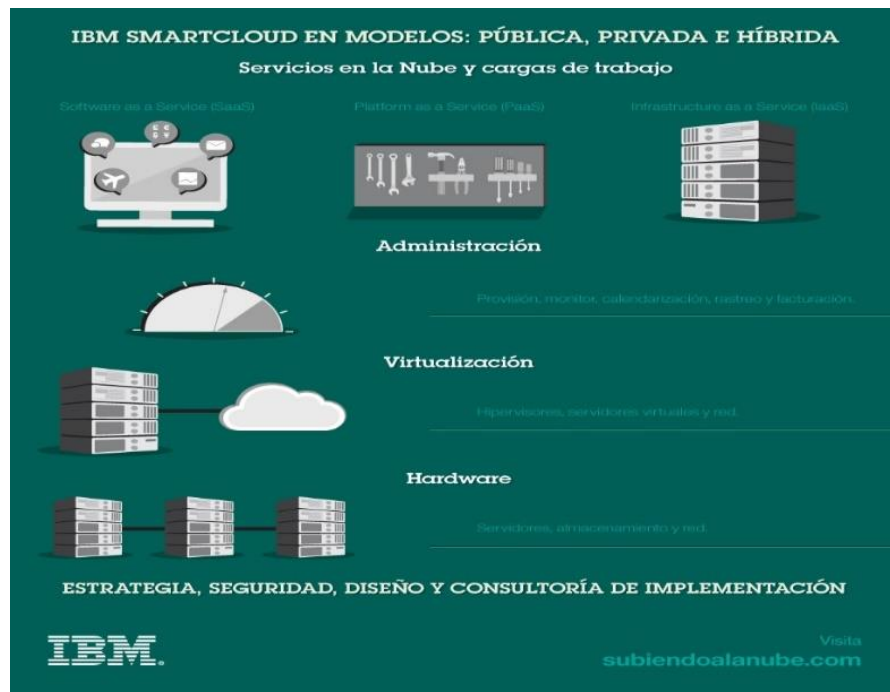 IBM SMARTCLOUD EN MODELOS: PÚBLICA, PRIVADA E HÍBRIDA
Servicios en la Nube y cargas de trabajo
Software as a Service (SaaS)
Platform as a Service (PaaS)
Infrastructure as a Service (IaaS)
Administración
Provisión, monitor, calendarización, rastreo y facturación.
Virtualización
Hipervisores, servidores virtuales y red.
Hardware
Servidores, almacenamiento y red.
ESTRATEGIA, SEGURIDAD, DISEÑO Y CONSULTORÍA DE IMPLEMENTACIÓN
IBM.
Visita
subiendoalanube.com